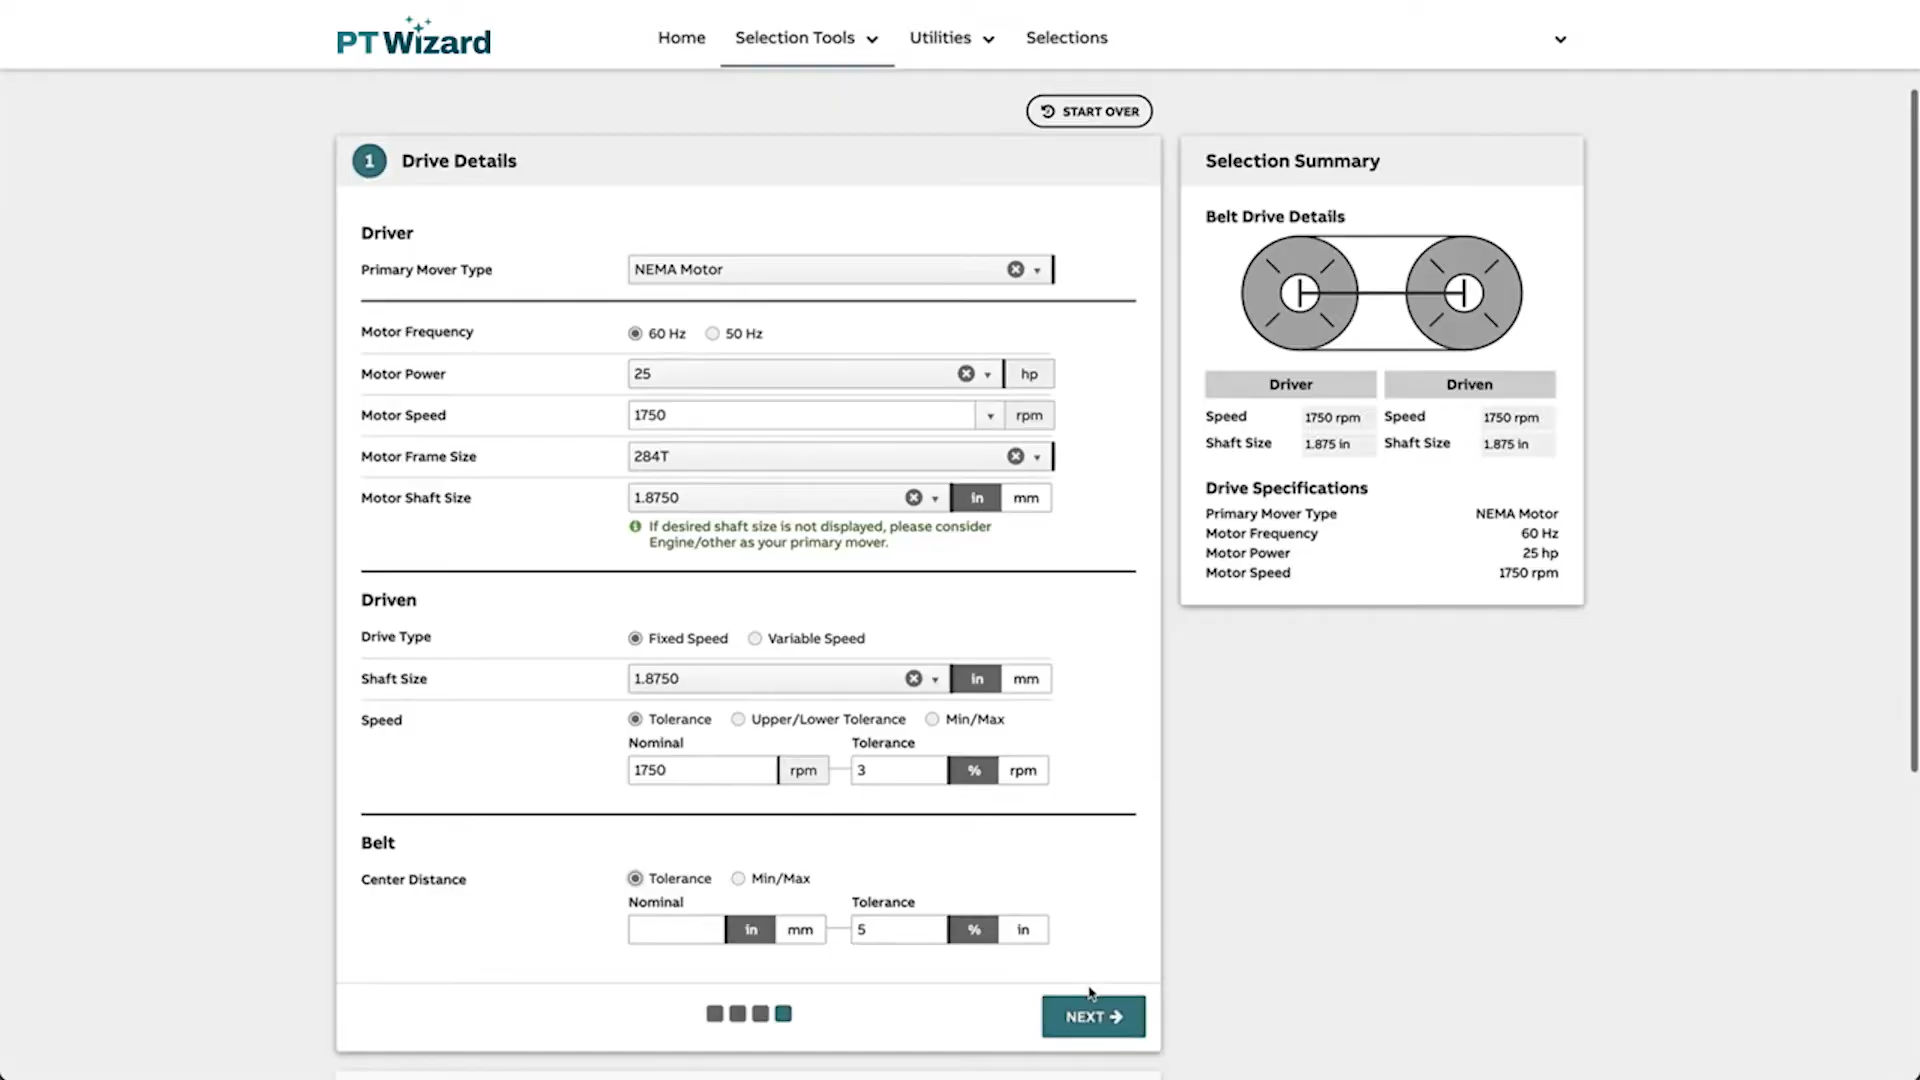 PT Wizard
Home Selection Tools Utilities Selections
START OVER
1 Drive Details
Driver
Primary Mover Type NEMA Motor
Motor Frequency 60 Hz 50 Hz
Motor Power 25 hp
Motor Speed 1750 rpm
Motor Frame Size 284T
Motor Shaft Size 1.8750 in mm
If desired shaft size is not displayed, please consider
Engine/other as your primary mover.
Driven
Drive Type Fixed Speed Variable Speed
Shaft Size 1.8750 in mm
Speed Tolerance Upper/Lower Tolerance Min/Max
Nominal Tolerance
1750 rpm 3 % rpm
Belt
Center Distance Tolerance Min/Max
Nominal Tolerance
in mm 5 % in
NEXT
Selection Summary
Belt Drive Details
Driver Driven
Speed 1750 rpm Speed 1750 rpm
Shaft Size 1.875 in Shaft Size 1.875 in
Drive Specifications
Primary Mover Type NEMA Motor
Motor Frequency 60 Hz
Motor Power 25 hp
Motor Speed 1750 rpm